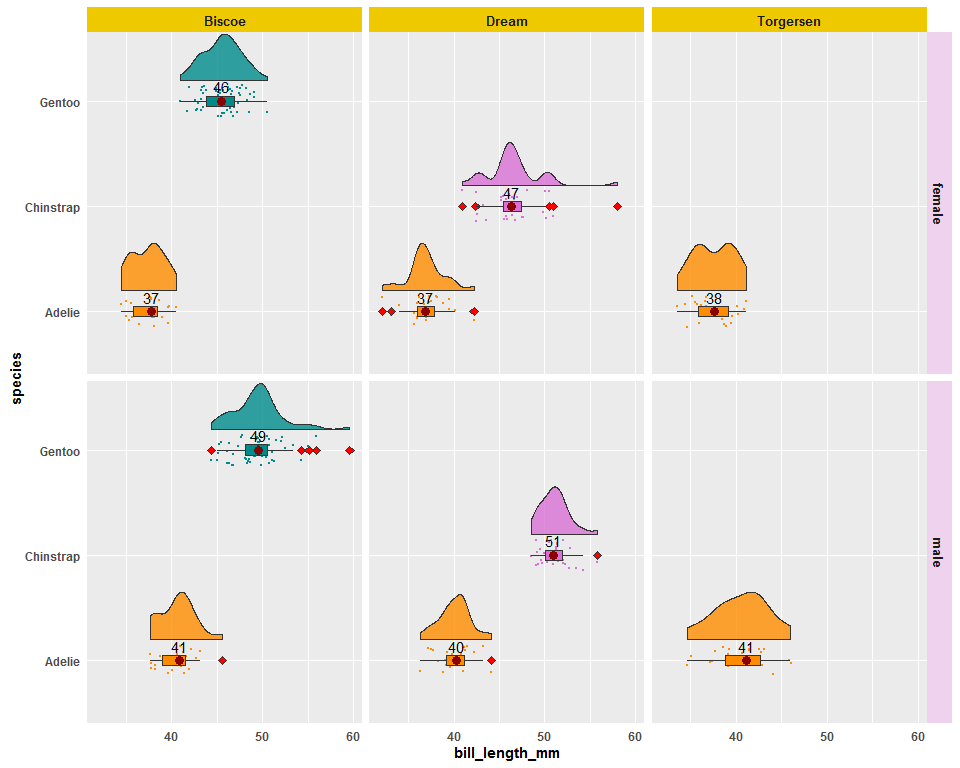 Biscoe Dream Torgersen
46
Gentoo
47
Chinstrap
female
37 37 38
Adelie
species
49
Gentoo
51
Chinstrap
male
41 40 41
Adelie
40 50 60 40 50 60 40 50 60
bill_length_mm